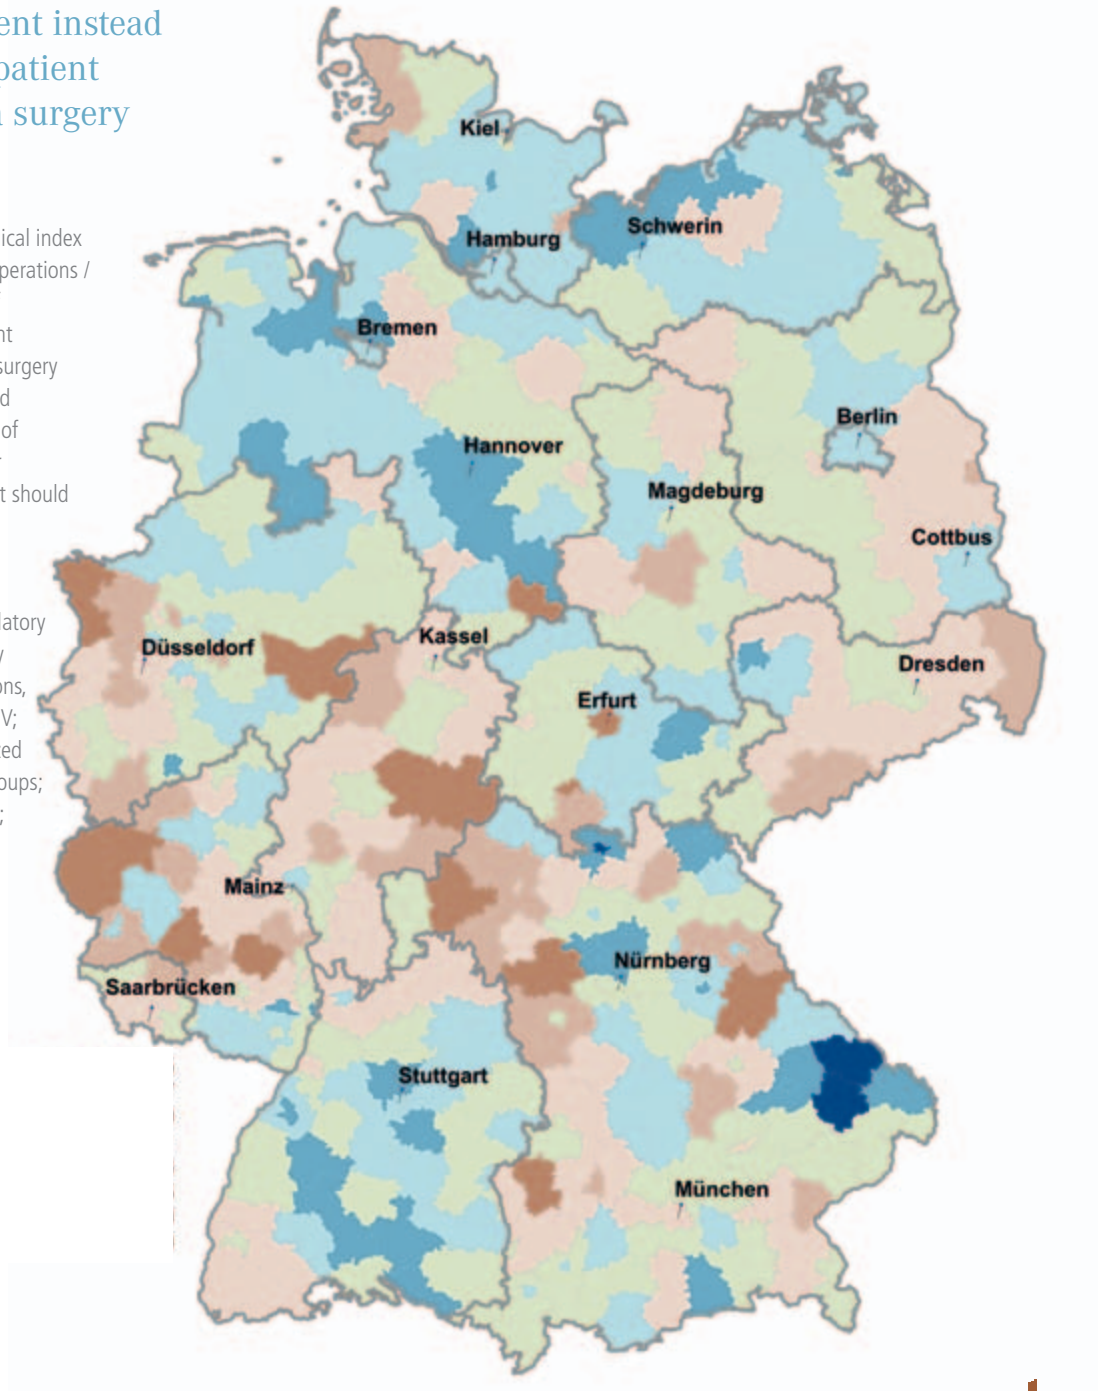 ent instead
patient
surgery
ical index
perations /
nt
surgery
d
of
t should
latory
ons,
V;
ed
oups;
;
Kiel
Schwerin
Hamburg
Bremen
Berlin
Hannover
Magdeburg
Cottbus
Kassel
Düsseldorf
Dresden
Erfurt
Mainz
Nürnberg
Saarbrücken
Stuttgart
München